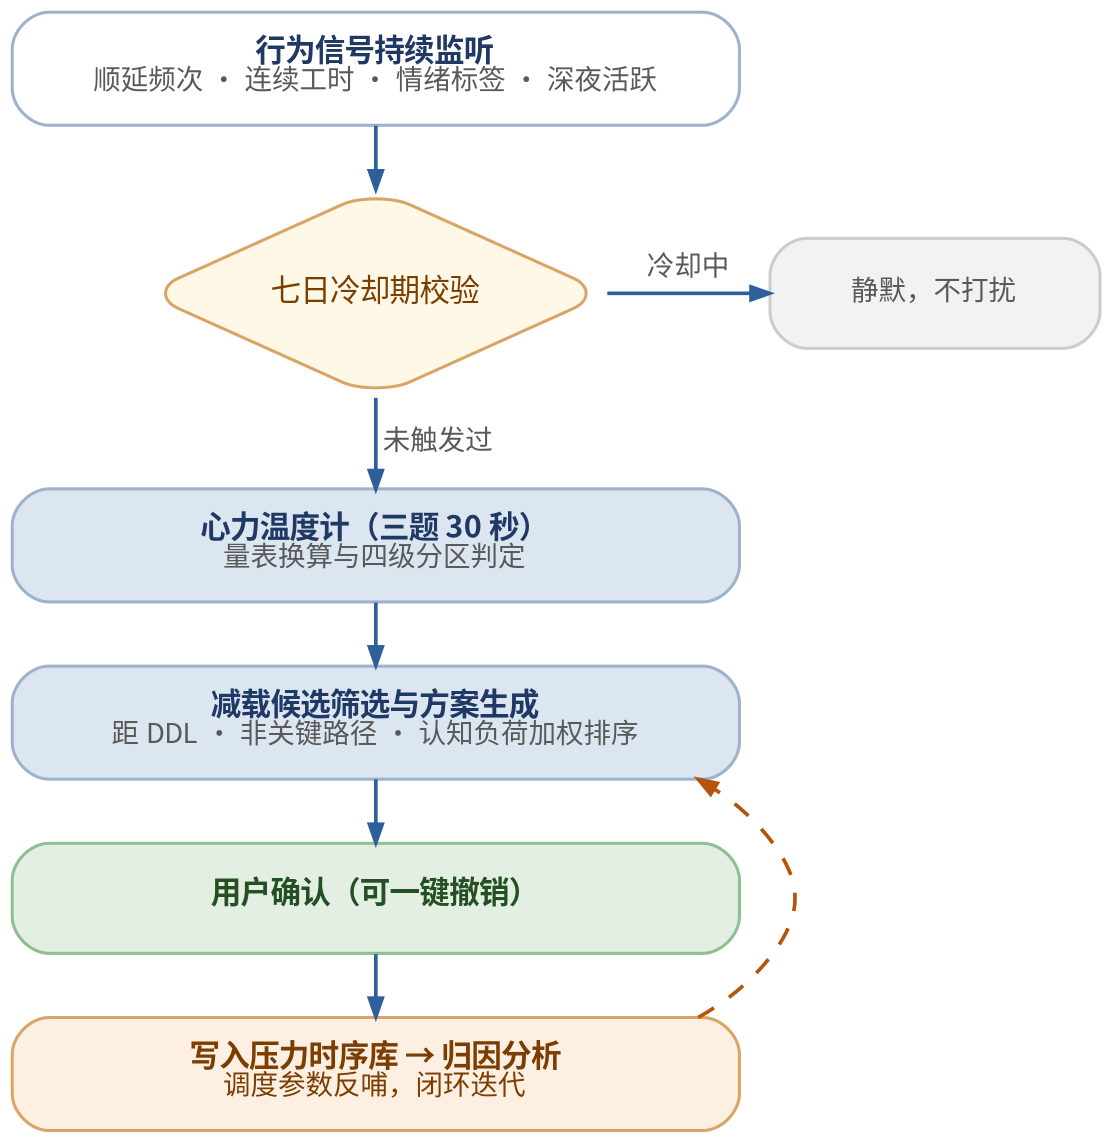 行为信号持续监听
顺延频次 · 连续工时 · 情绪标签 · 深夜活跃
七日冷却期校验
冷却中
静默，不打扰
未触发过
心力温度计（三题 30 秒）
量表换算与四级分区判定
减载候选筛选与方案生成
距 DDL · 非关键路径 · 认知负荷加权排序
用户确认（可一键撤销）
写入压力时序库 → 归因分析
调度参数反哺，闭环迭代